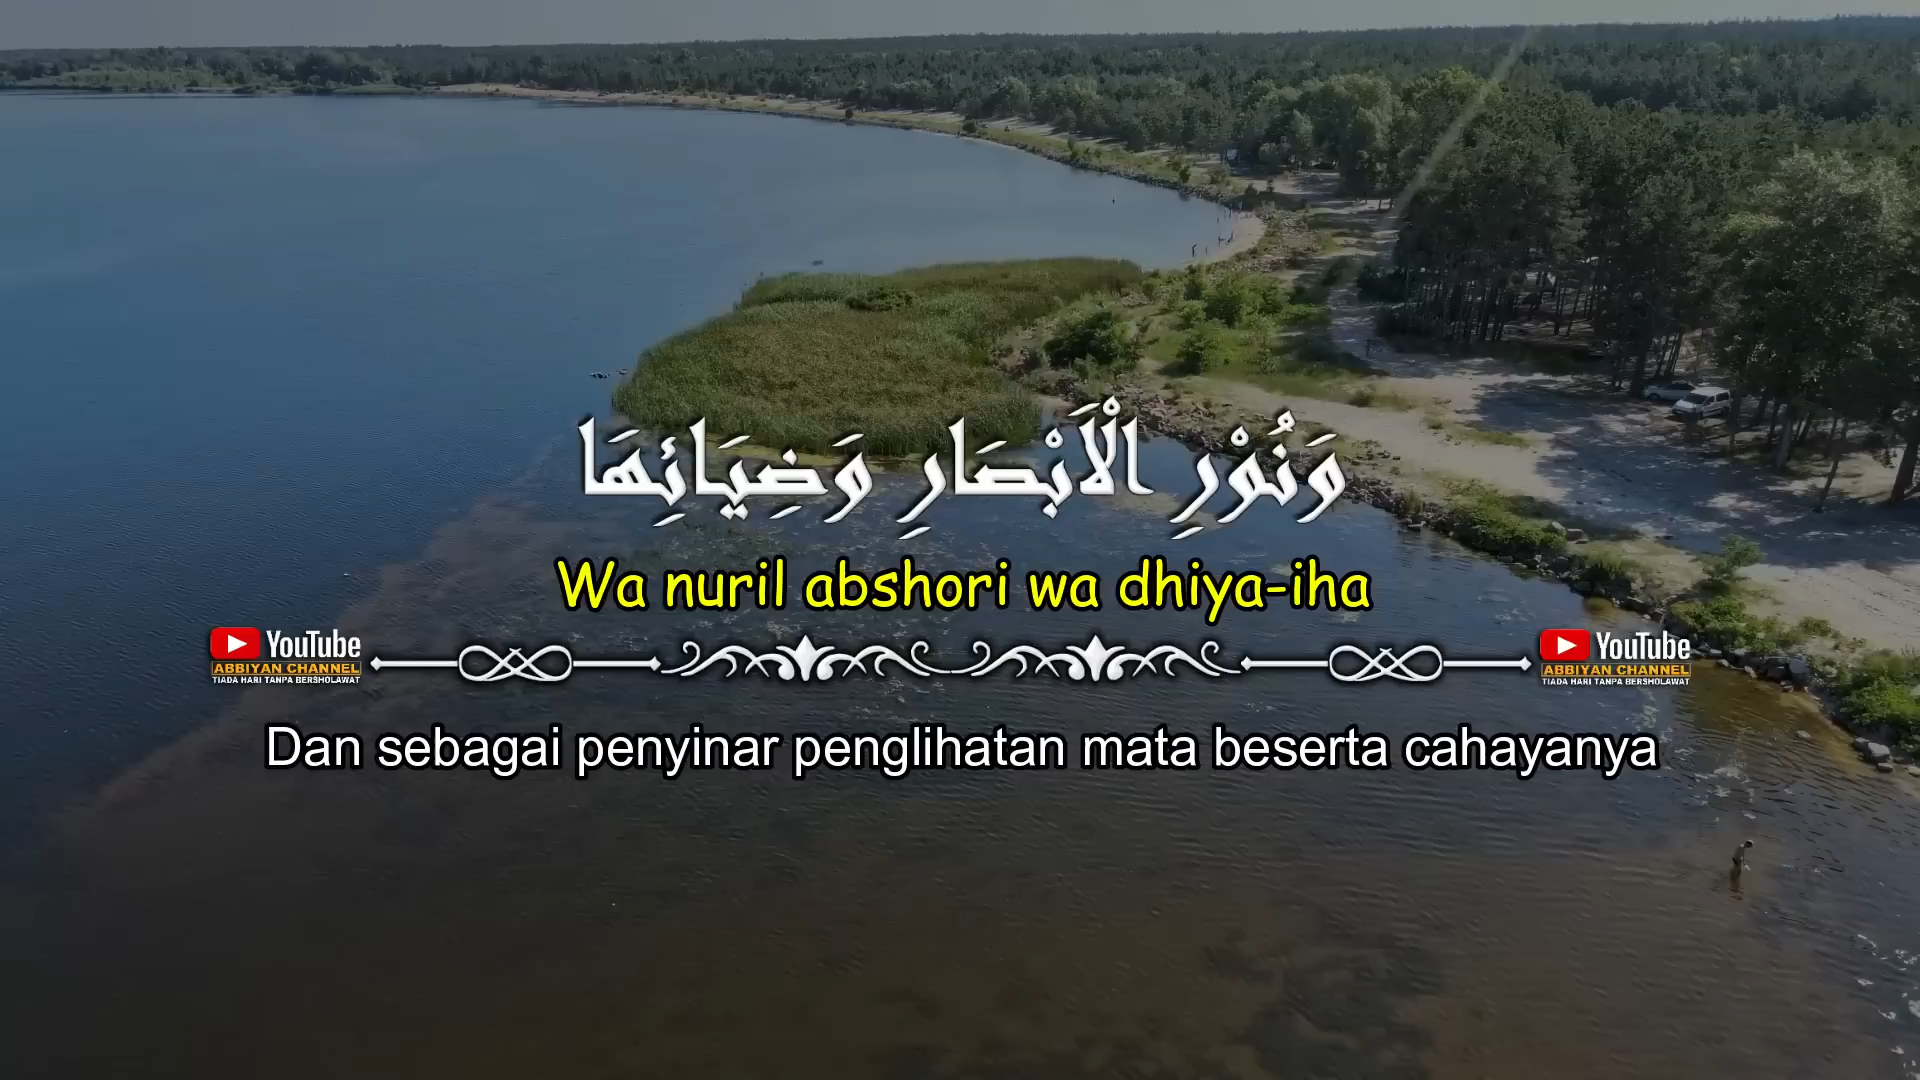 وَنُوْرِ الْاَبْصَارِ وَضِيَائِهَا
Wa nuril abshori wa dhiya-iha
YouTube
ABBIYAN CHANNEL
TIADA HARI TANPA BERSHOLAWAT
YouTube
ABBIYAN CHANNEL
TIADA HARI TANPA BERSHOLAWAT
Dan sebagai penyinar penglihatan mata beserta cahayanya